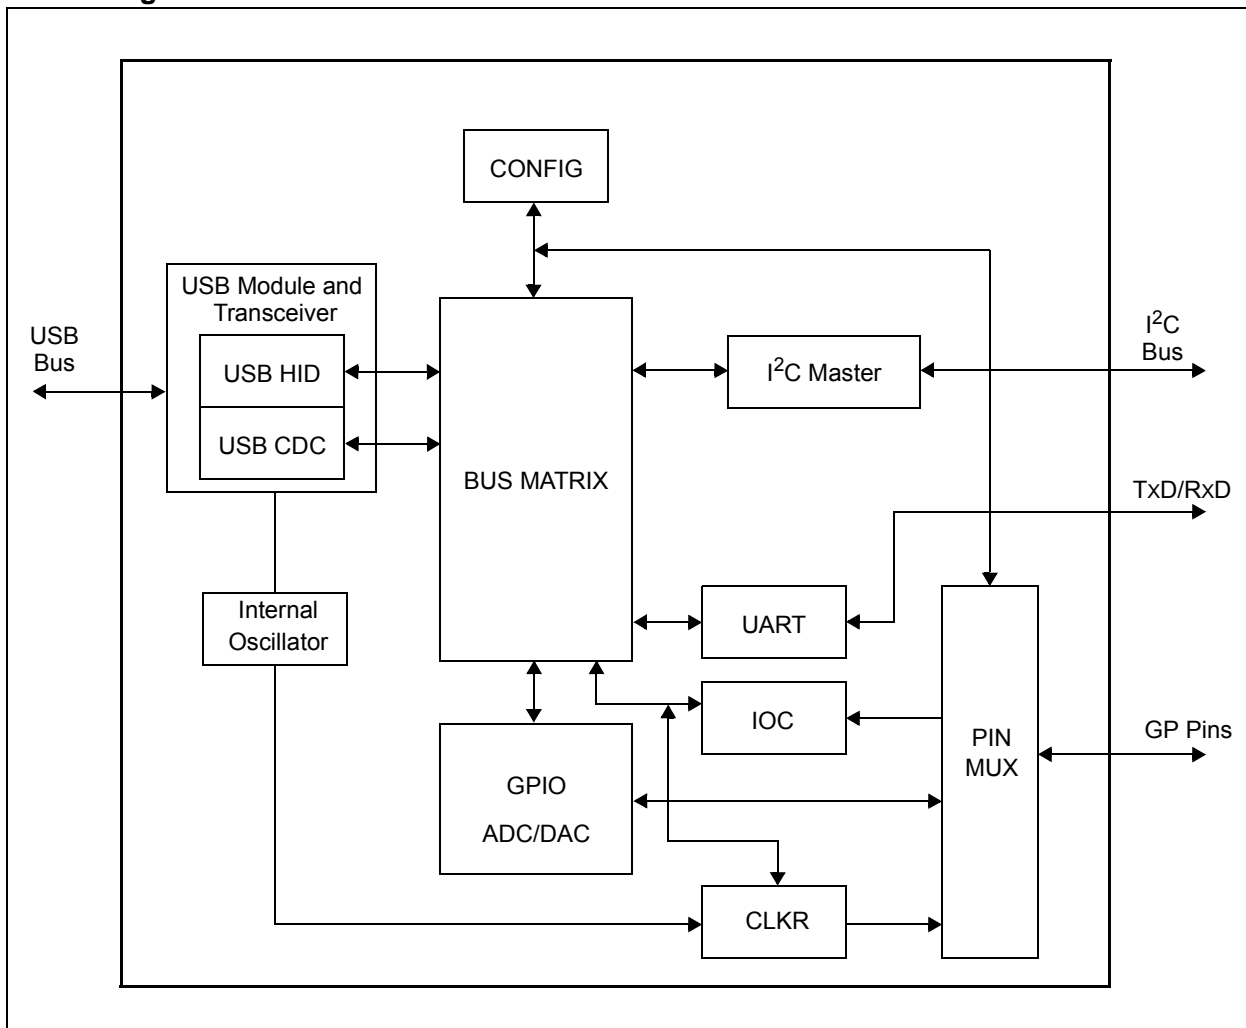 CONFIG
USB Module and
Transceiver
USB
Bus
USB HID
USB CDC
BUS MATRIX
I²C Master
I²C
Bus
TxD/RxD
Internal
Oscillator
UART
IOC
PIN
MUX
GP Pins
GPIO
ADC/DAC
CLKR